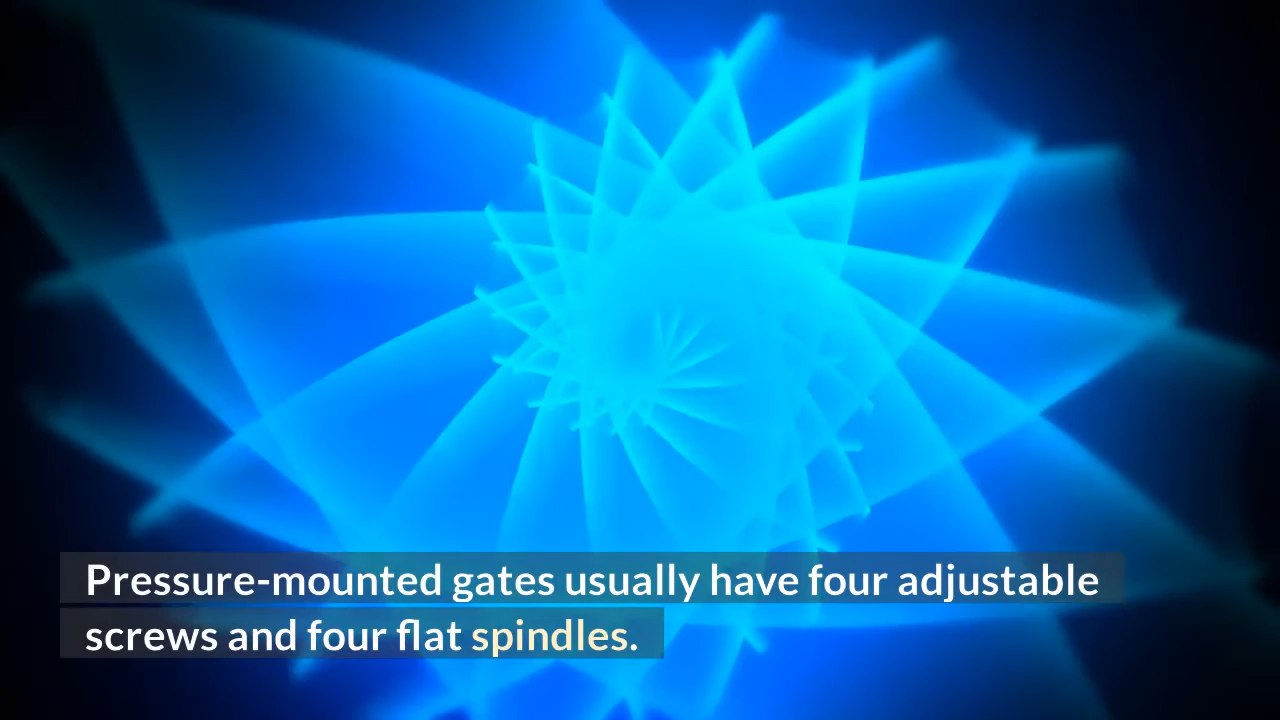 Pressure-mounted gates usually have four adjustable
screws and four flat spindles.